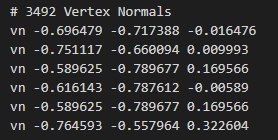 # 3492 Vertex Normals
vn -0.696479 -0.717388 -0.016476
vn -0.751117 -0.660094 0.009993
vn -0.589625 -0.789677 0.169566
vn -0.616143 -0.787612 -0.00589
vn -0.589625 -0.789677 0.169566
vn -0.764593 -0.557964 0.322604